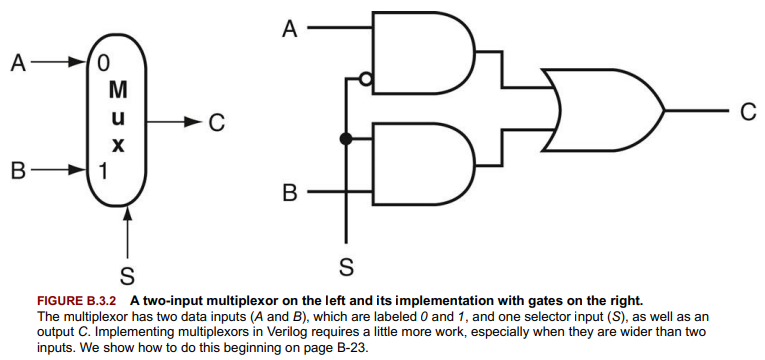 A
0
M
u
x
C
B
1
S
A
B
S
C
FIGURE B.3.2 A two-input multiplexor on the left and its implementation with gates on the right.
The multiplexor has two data inputs (A and B), which are labeled 0 and 1, and one selector input (S), as well as an
output C. Implementing multiplexors in Verilog requires a little more work, especially when they are wider than two
inputs. We show how to do this beginning on page B-23.